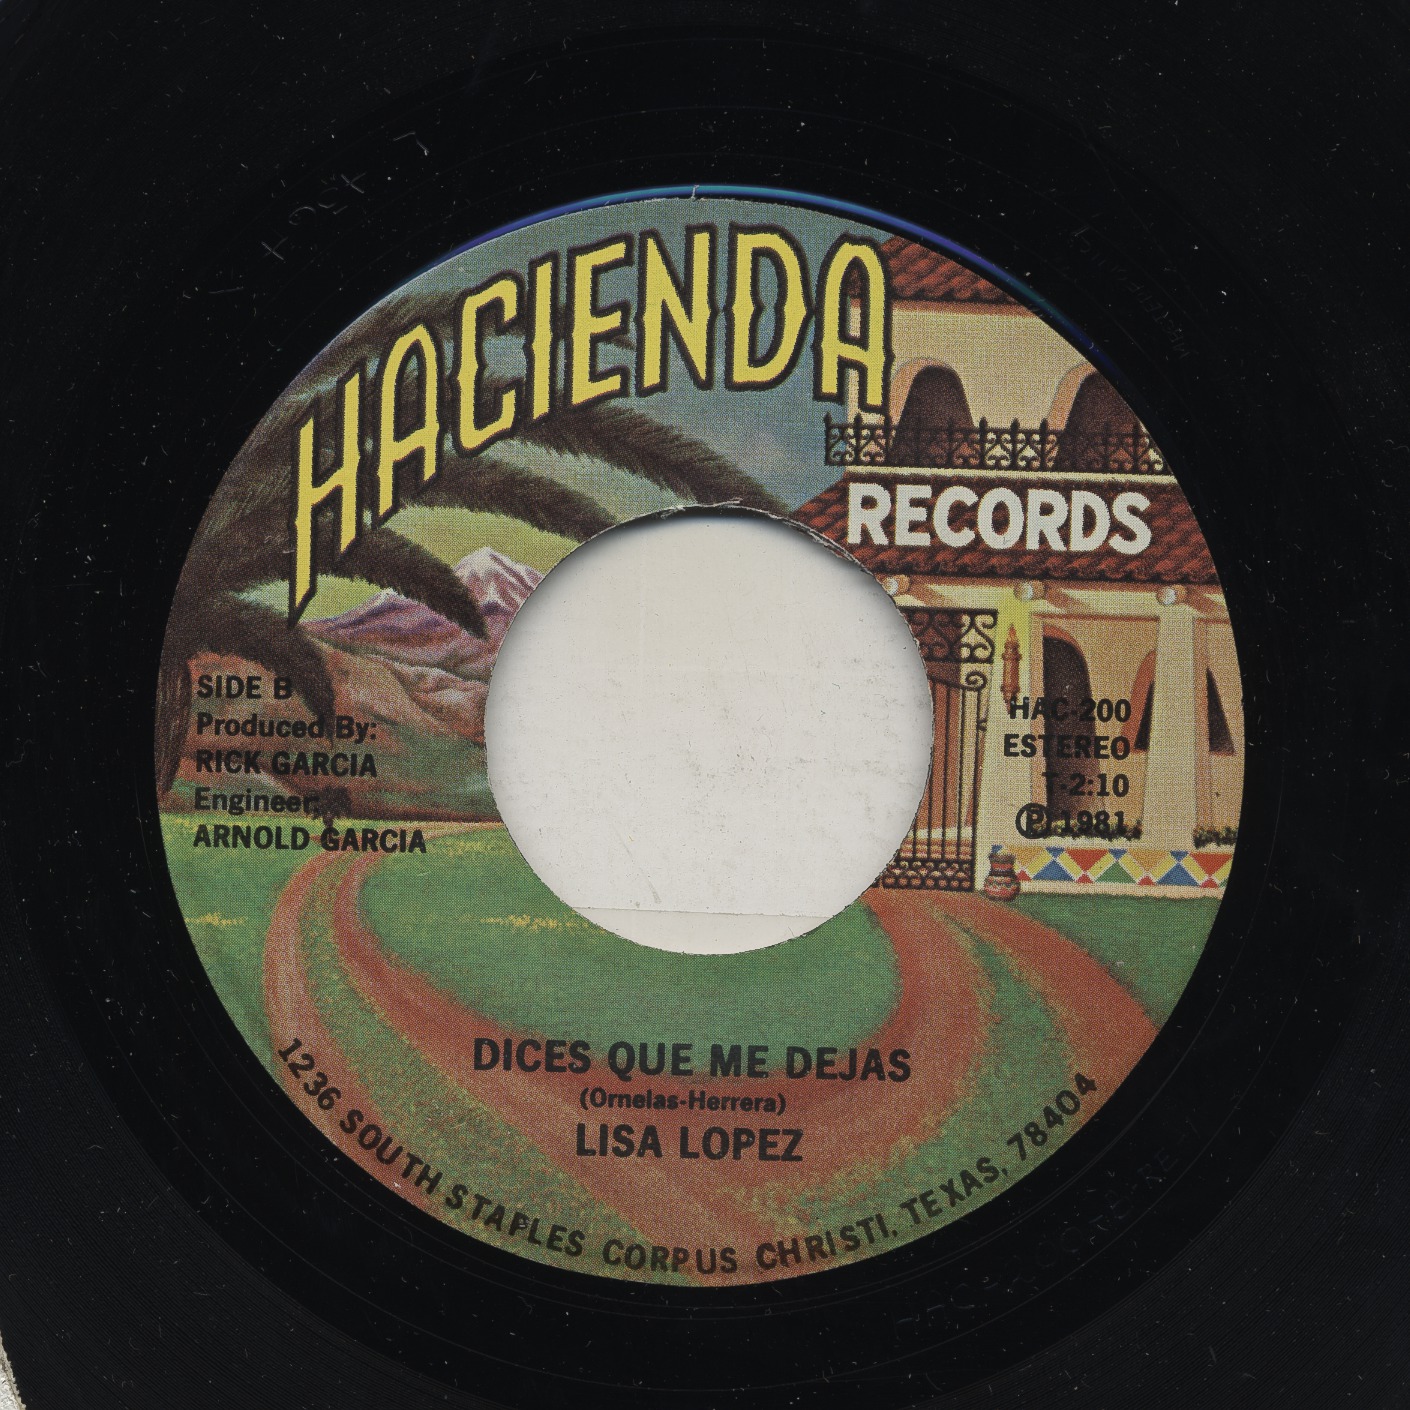 HACIENDA
RECORDS
SIDE B
Produced By:
RICK GARCIA
Engineer:
ARNOLD GARCIA
HAC-200
ESTEREO
T-2:10
Ⓟ 1981
DICES QUE ME DEJAS
(Ornelas-Herrera)
LISA LOPEZ
1236 SOUTH STAPLES CORPUS CHRISTI, TEXAS, 78404